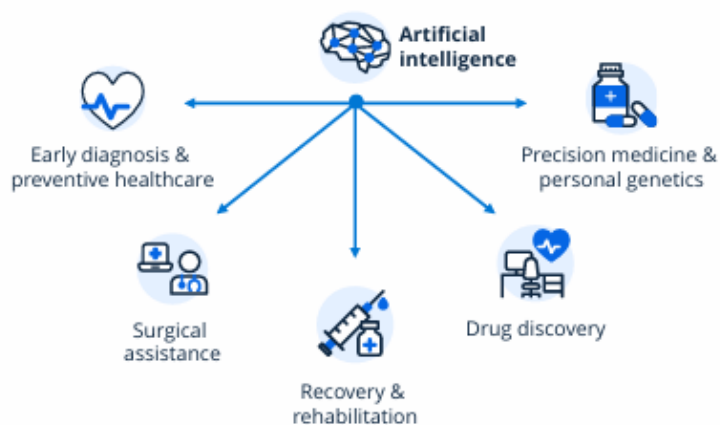 Artificial
intelligence
Early diagnosis &
preventive healthcare
Precision medicine &
personal genetics
Surgical
assistance
Drug discovery
Recovery &
rehabilitation